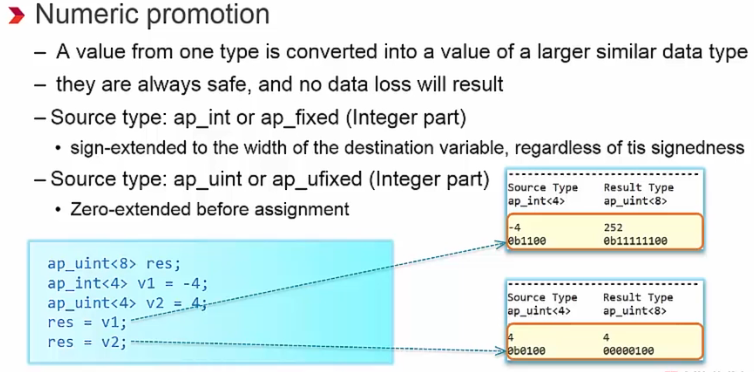 Numeric promotion
– A value from one type is converted into a value of a larger similar data type
– they are always safe, and no data loss will result
– Source type: ap_int or ap_fixed (Integer part)
• sign-extended to the width of the destination variable, regardless of tis signedness
– Source type: ap_uint or ap_ufixed (Integer part)
• Zero-extended before assignment
ap_uint<8> res;
ap_int<4> v1 = -4;
ap_uint<4> v2 = 4;
res = v1;
res = v2;
Source Type Result Type
ap_int<4> ap_uint<8>
-4 252
0b1100 0b11111100
Source Type Result Type
ap_uint<4> ap_uint<8>
4 4
0b0100 00000100